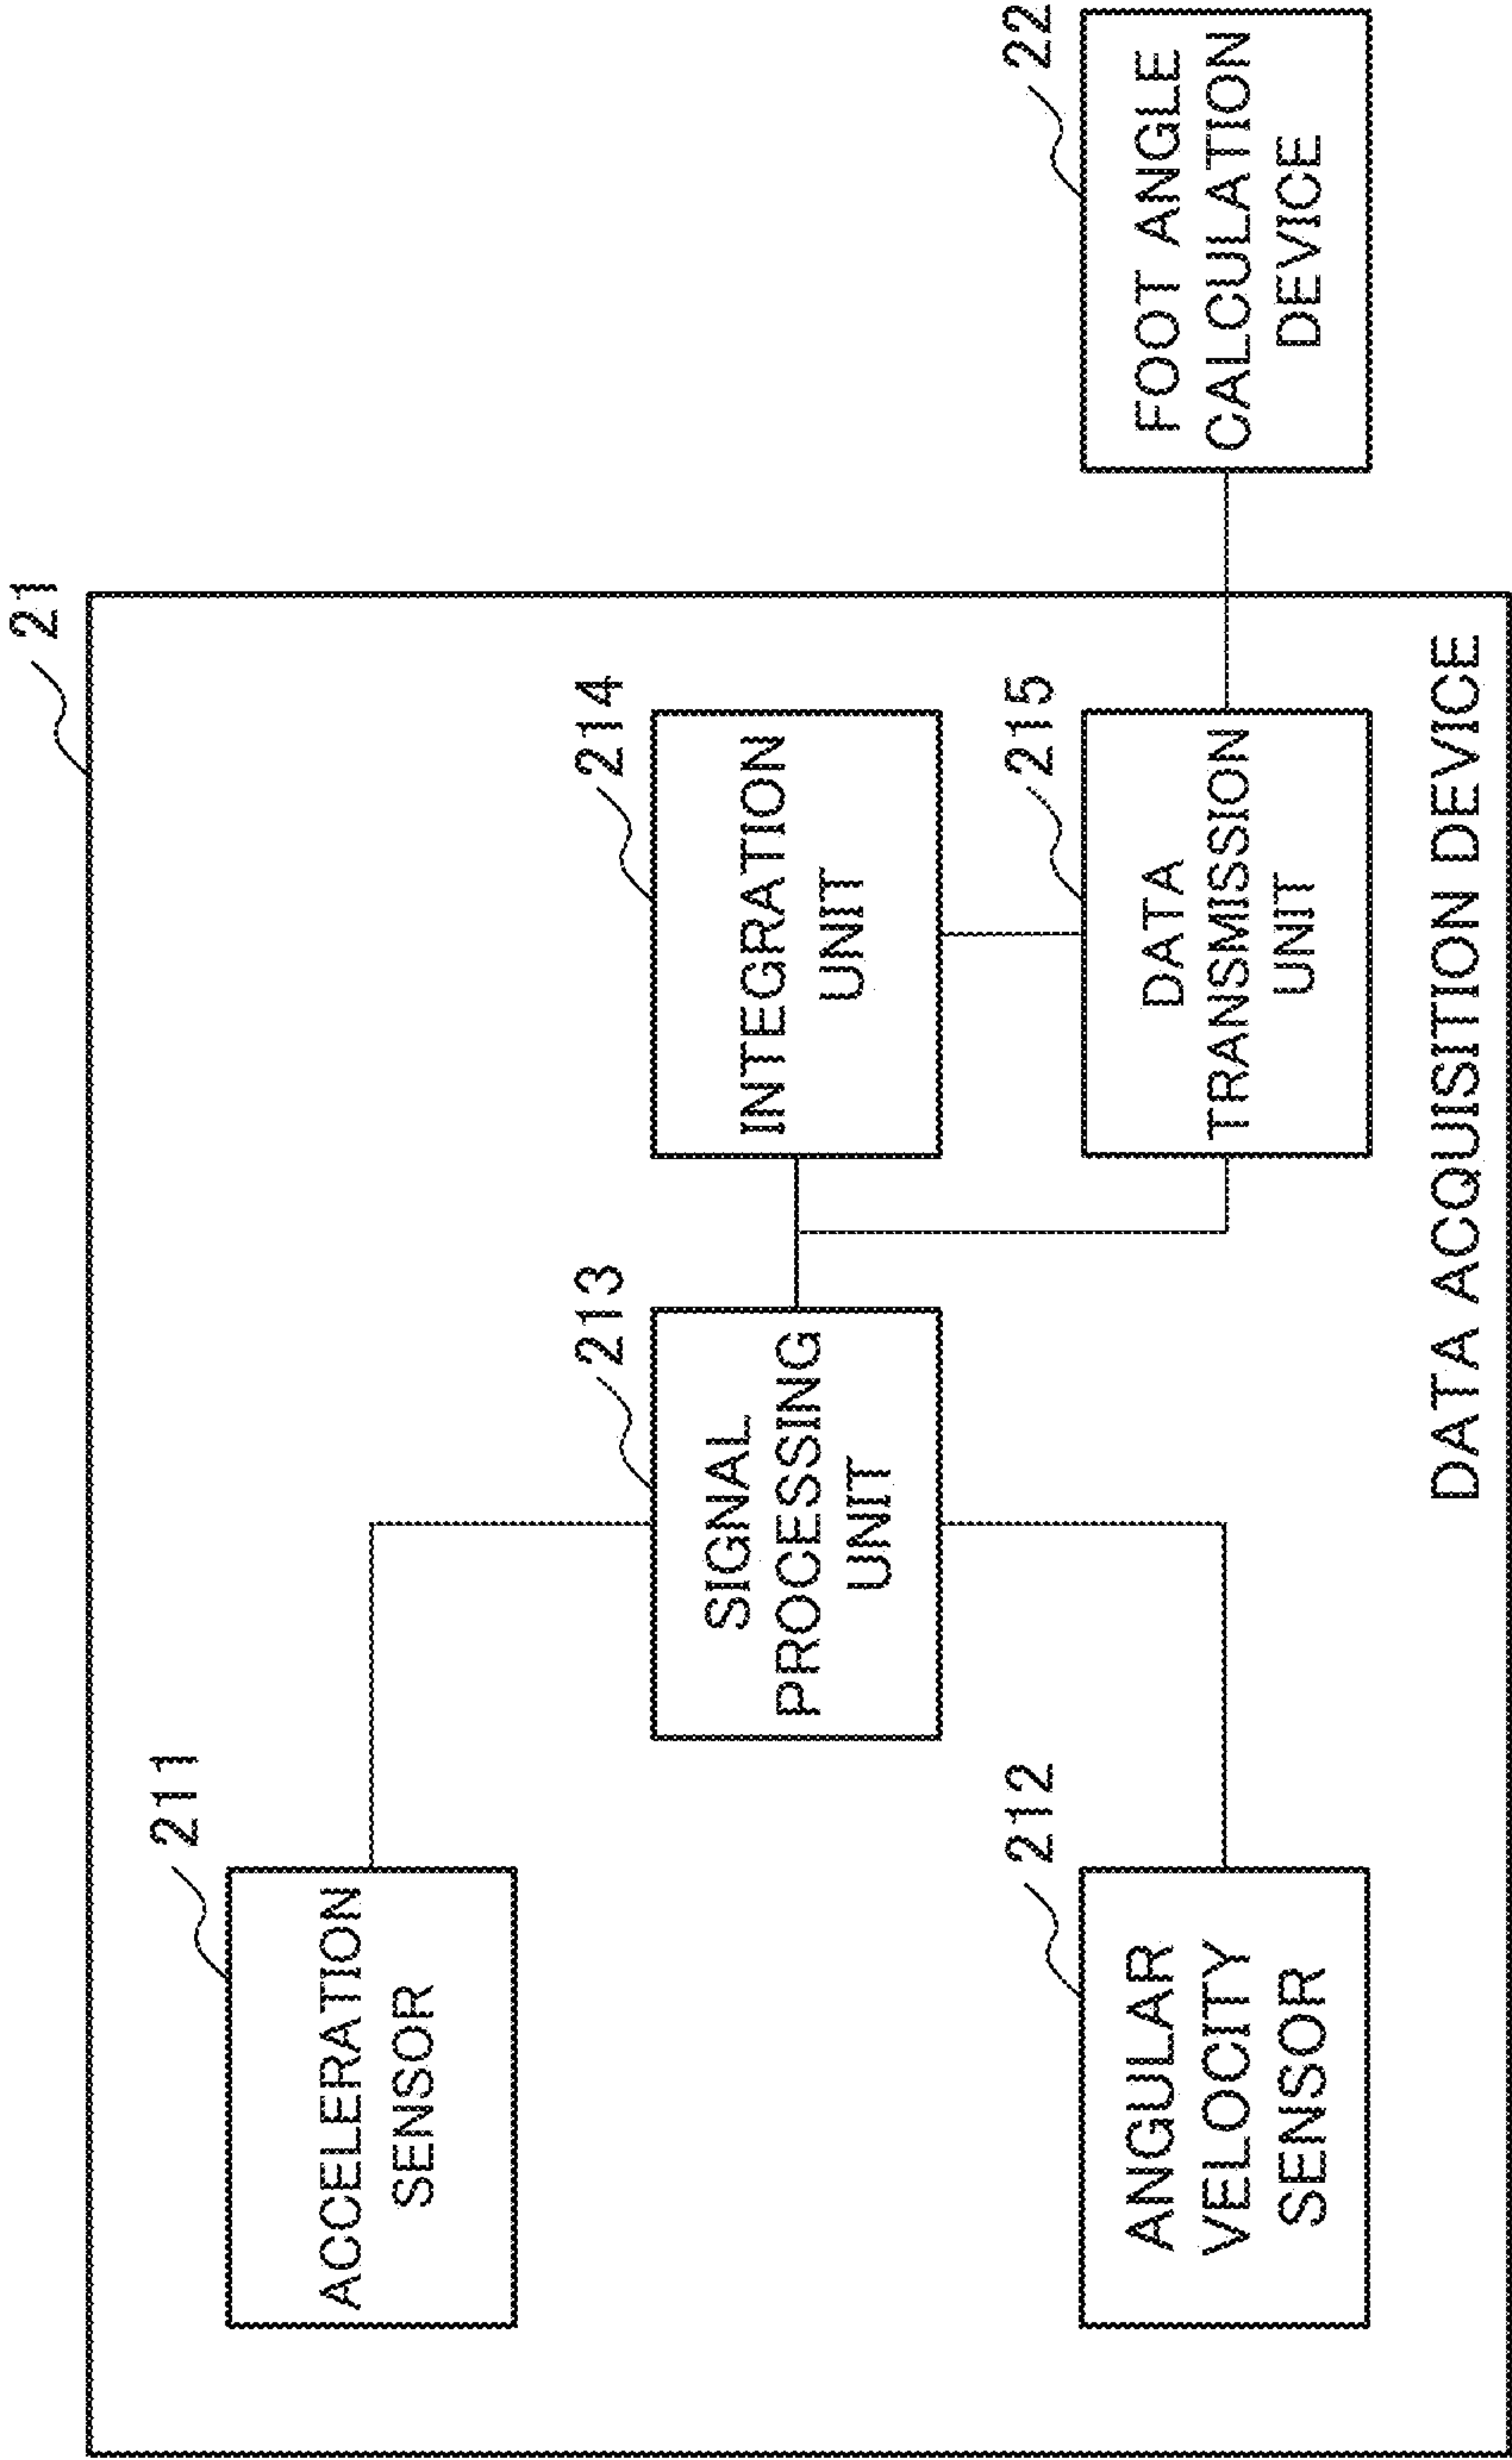 21
211
ACCELERATION
SENSOR
213
SIGNAL
PROCESSING
UNIT
214
INTEGRATION
UNIT
212
ANGULAR
VELOCITY
SENSOR
215
DATA
TRANSMISSION
UNIT
22
FOOT ANGLE
CALCULATION
DEVICE
DATA ACQUISITION DEVICE